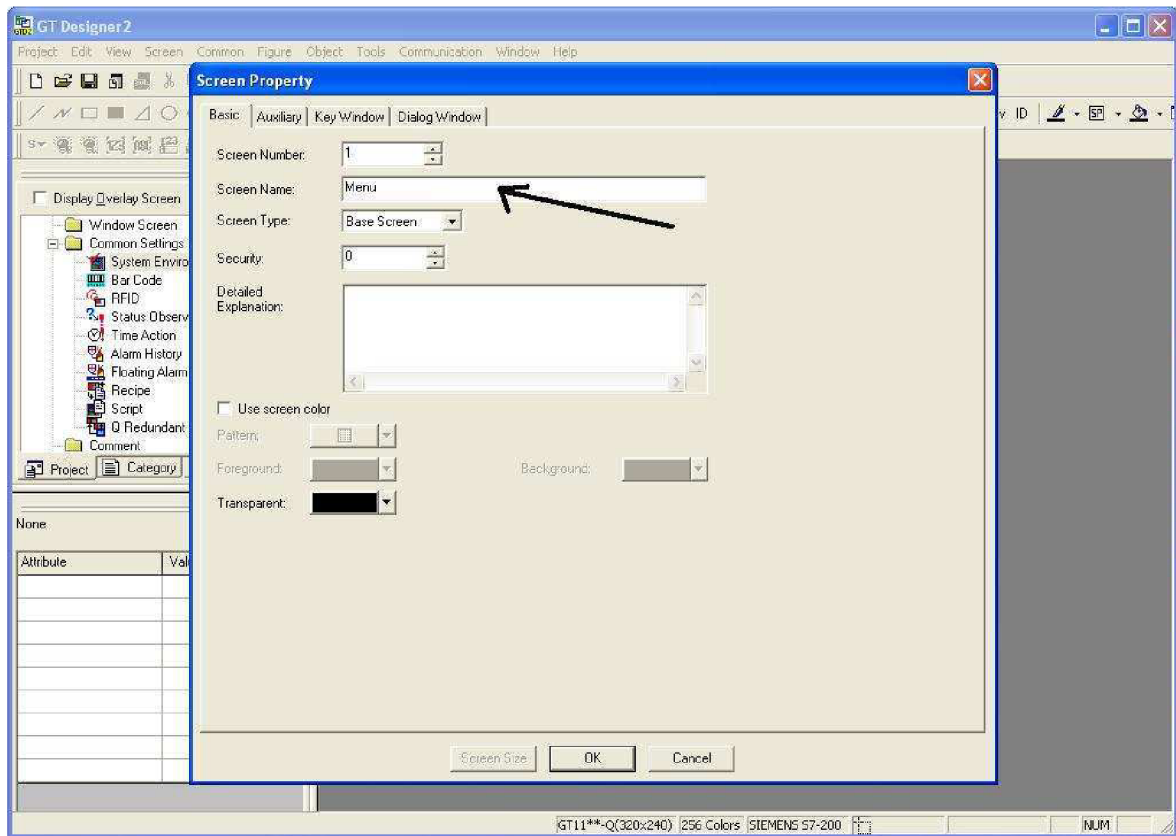 GT Designer2
Project Edit View Screen Common Figure Object Tools Communication Window Help
ID
SP
Display Overlay Screen
Window Screen
Common Settings
System Enviro
Bar Code
RFID
Status Observ
Time Action
Alarm History
Floating Alarm
Recipe
Script
Q Redundant
Comment
Project Category
None
Attribute Val
Screen Property
Basic Auxiliary Key Window Dialog Window
Screen Number: 1
Screen Name: Menu
Screen Type: Base Screen
Security: 0
Detailed
Explanation:
Use screen color
Pattern:
Foreground: Background:
Transparent:
Screen Size OK Cancel
GT11**-Q(320x240) 256 Colors SIEMENS S7-200 NUM